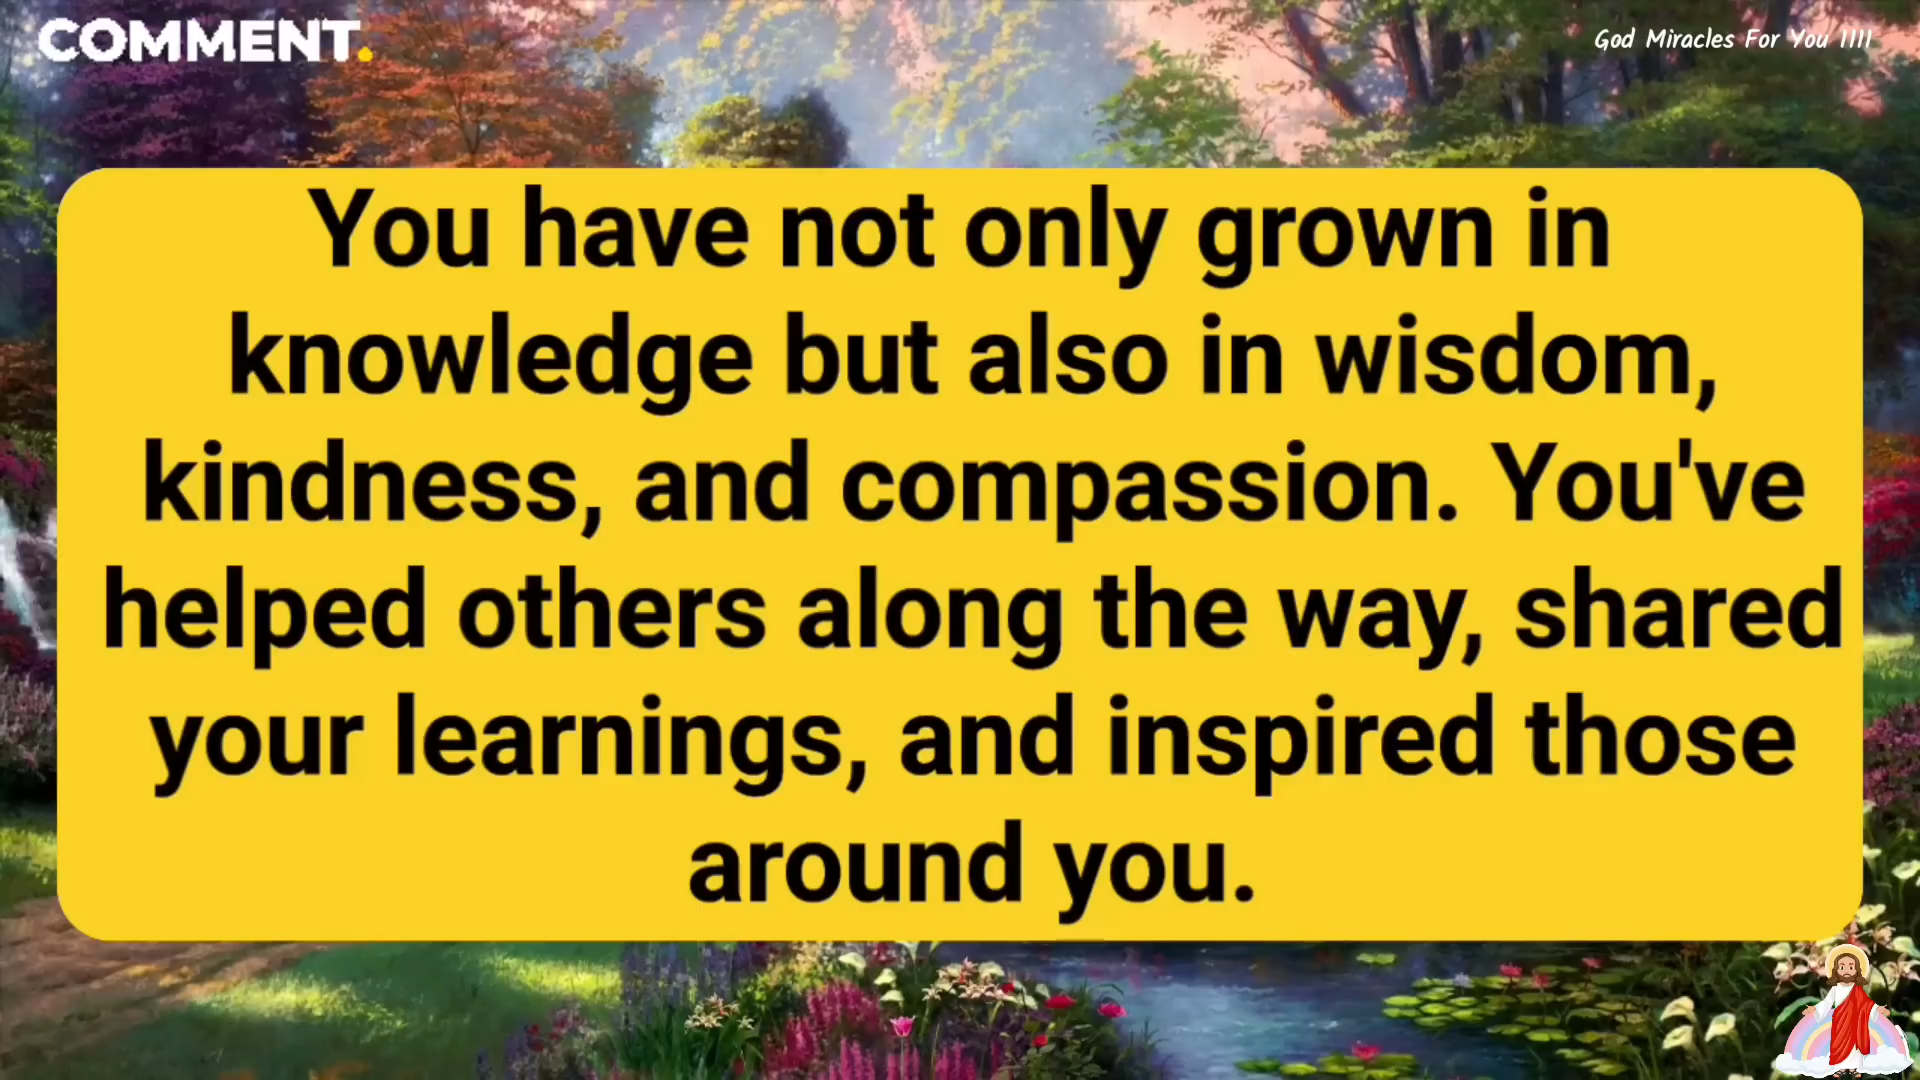 COMMENT.
God Miracles For You 1111
You have not only grown in
knowledge but also in wisdom,
kindness, and compassion. You've
helped others along the way, shared
your learnings, and inspired those
around you.